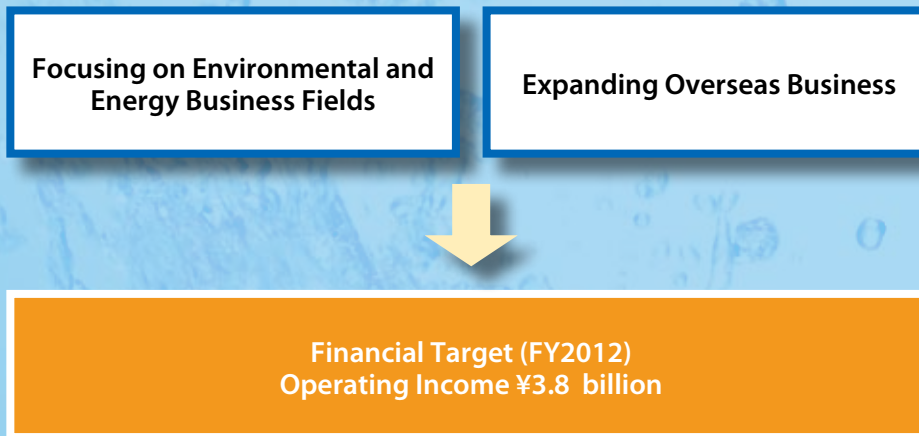 Focusing on Environmental and
Energy Business Fields
Expanding Overseas Business
Financial Target (FY2012)
Operating Income ¥3.8 billion